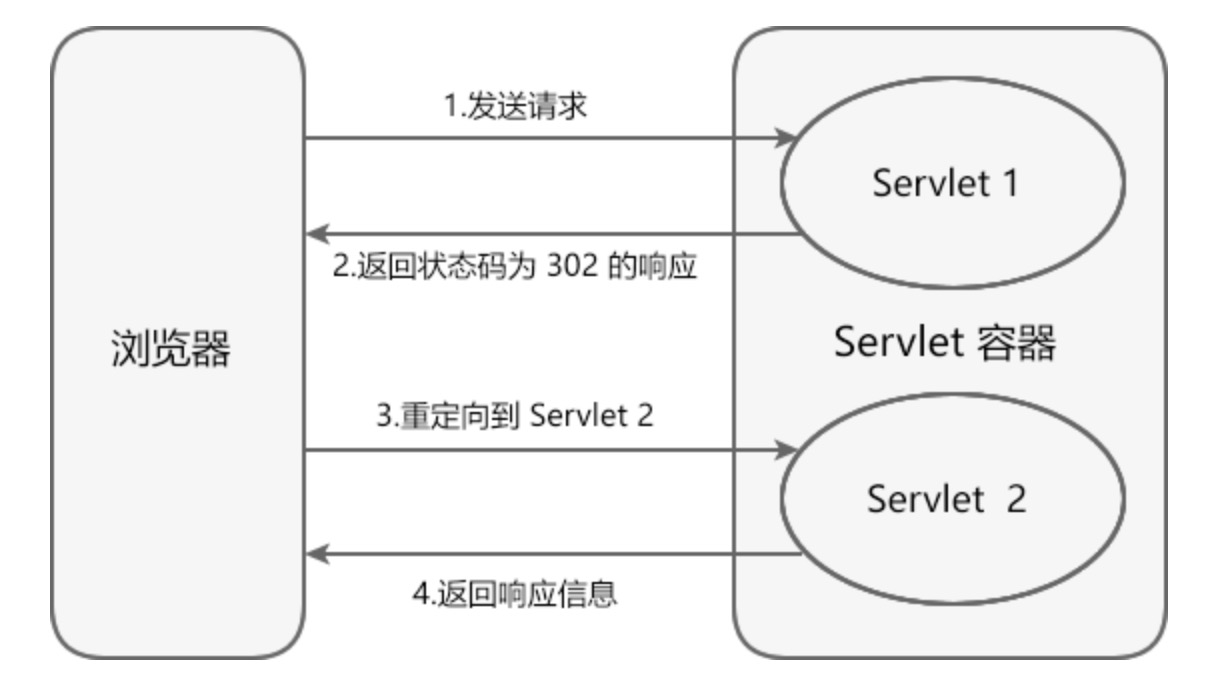 1.发送请求
Servlet 1
2.返回状态码为 302 的响应
浏览器
Servlet 容器
3.重定向到 Servlet 2
Servlet 2
4.返回响应信息